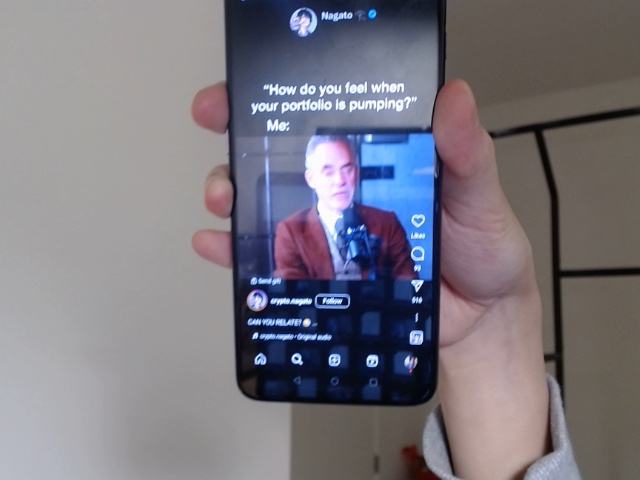 Nagato
"How do you feel when
your portfolio is pumping?"
Me:
Likes
Send gift
crypto.nagato
Follow
516
CAN YOU RELATE?
crypto.nagato • Original audio